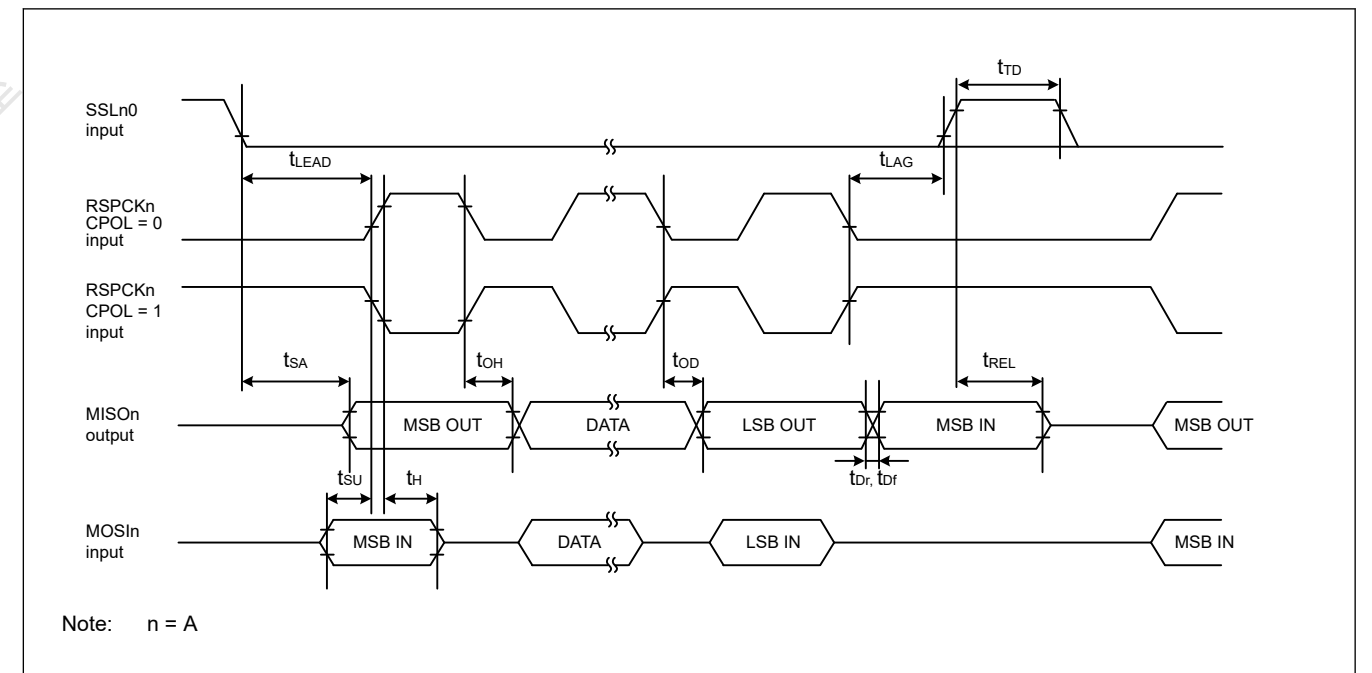 tTD
SSLn0
input
tLEAD
tLAG
RSPCKn
CPOL = 0
input
RSPCKn
CPOL = 1
input
tSA
tOH
tOD
tREL
MISOn
output
MSB OUT
DATA
LSB OUT
MSB IN
MSB OUT
tSU
tH
tDr, tDf
MOSIn
input
MSB IN
DATA
LSB IN
MSB IN
Note: n = A